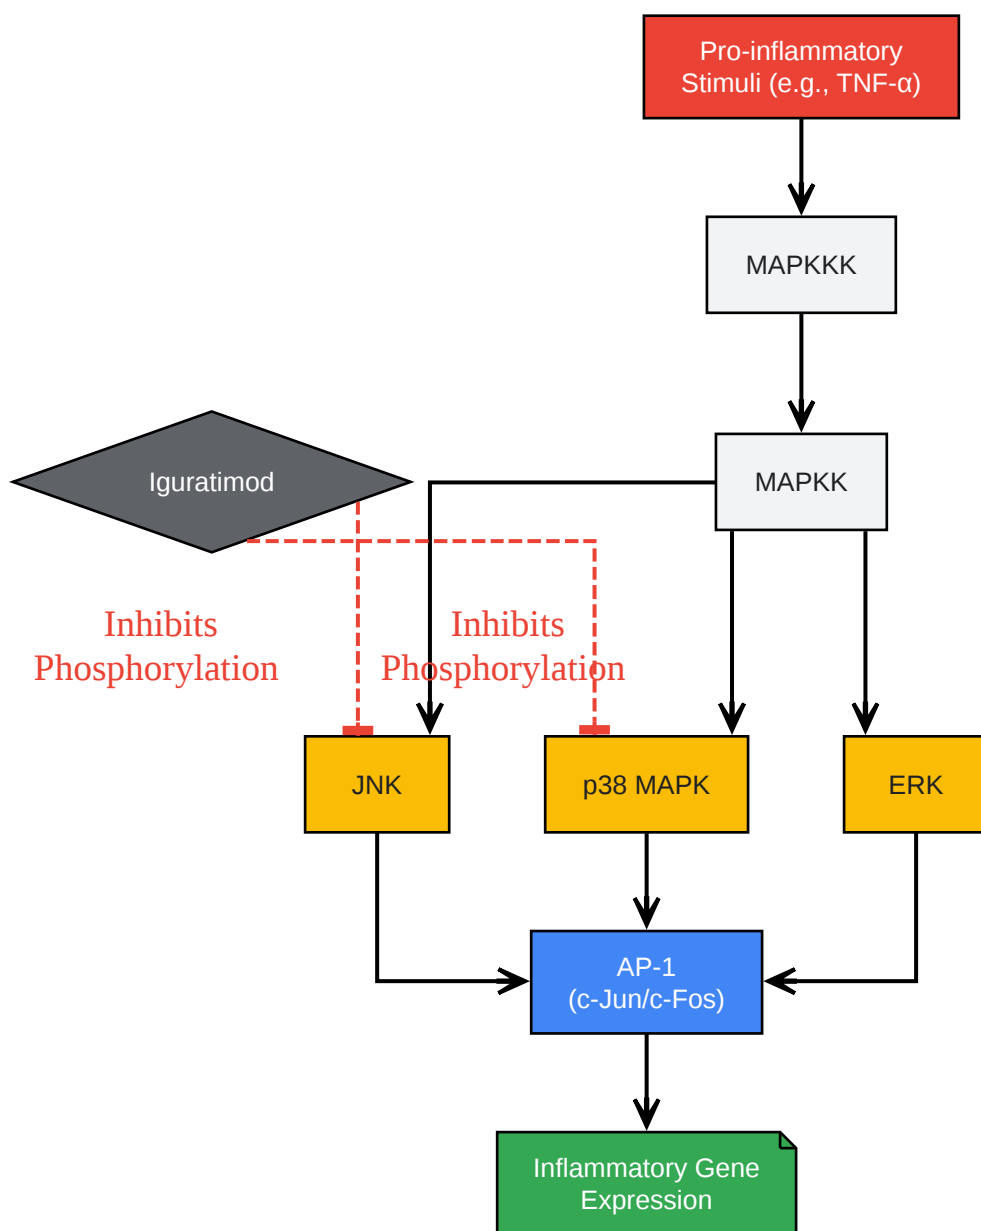 Pro-inflammatory
Stimuli (e.g., TNF-α)
MAPKKK
MAPKK
Iguratimod
Inhibits
Phosphorylation
Inhibits
Phosphorylation
JNK
p38 MAPK
ERK
AP-1
(c-Jun/c-Fos)
Inflammatory Gene
Expression